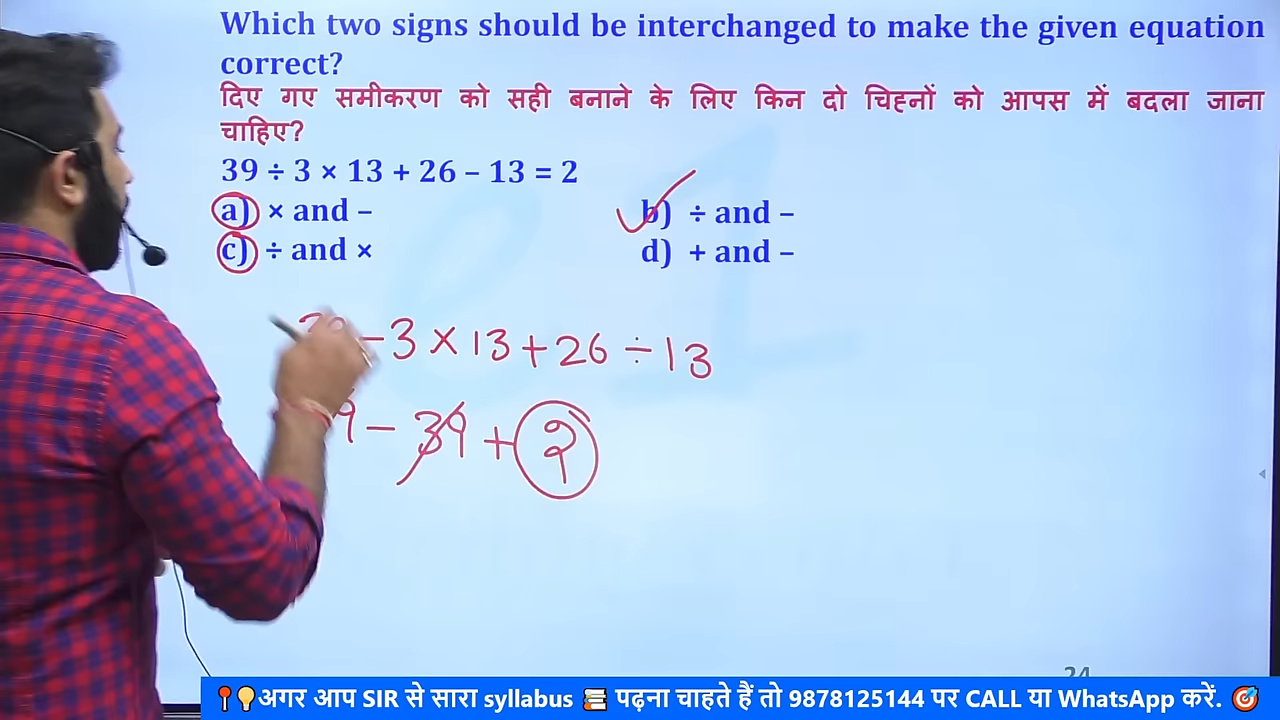 Which two signs should be interchanged to make the given equation
correct?
दिए गए समीकरण को सही बनाने के लिए किन दो चिह्नों को आपस में बदला जाना
चाहिए?
39 ÷ 3 × 13 + 26 – 13 = 2
a) × and –
b) ÷ and –
c) ÷ and ×
d) + and –
– 3 × 13 + 26 ÷ 13
9 – 39 + 2
24
अगर आप SIR से सारा syllabus पढ़ना चाहते हैं तो 9878125144 पर CALL या WhatsApp करें.